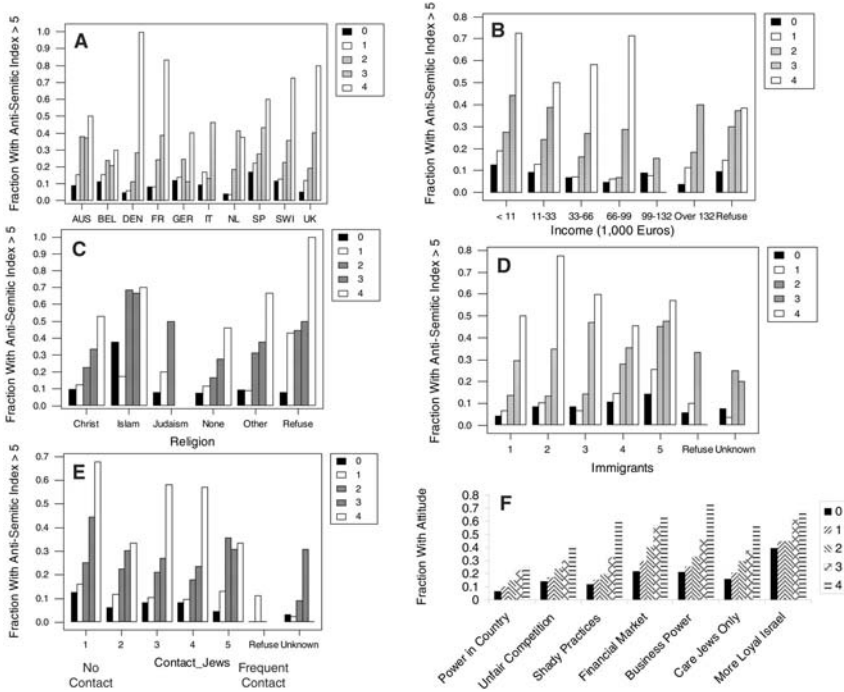 A
Fraction With Anti-Semitic Index > 5
1.0
0.9
0.8
0.7
0.6
0.5
0.4
0.3
0.2
0.1
0.0
AUS BEL DEN FR GER IT NL SP SWI UK
0
1
2
3
4
B
Fraction With Anti-Semitic Index > 5
0.8
0.7
0.6
0.5
0.4
0.3
0.2
0.1
0.0
< 11 11-33 33-66 66-99 99-132 Over 132 Refuse
Income (1,000 Euros)
0
1
2
3
4
C
Fraction With Anti-Semitic Index > 5
1.0
0.9
0.8
0.7
0.6
0.5
0.4
0.3
0.2
0.1
0.0
Christ Islam Judaism None Other Refuse
Religion
0
1
2
3
4
D
Fraction With Anti-Semitic Index > 5
0.8
0.7
0.6
0.5
0.4
0.3
0.2
0.1
0.0
1 2 3 4 5 Refuse Unknown
Immigrants
0
1
2
3
4
E
Fraction With Anti-Semitic Index > 5
0.7
0.6
0.5
0.4
0.3
0.2
0.1
0.0
1 2 3 4 5 Refuse Unknown
Contact_Jews
No
Contact
Frequent
Contact
0
1
2
3
4
F
Fraction With Attitude
0.8
0.7
0.6
0.5
0.4
0.3
0.2
0.1
0
Power in Country
Unfair Competition
Shady Practices
Financial Market
Business Power
Care Jews Only
More Loyal Israel
0
1
2
3
4